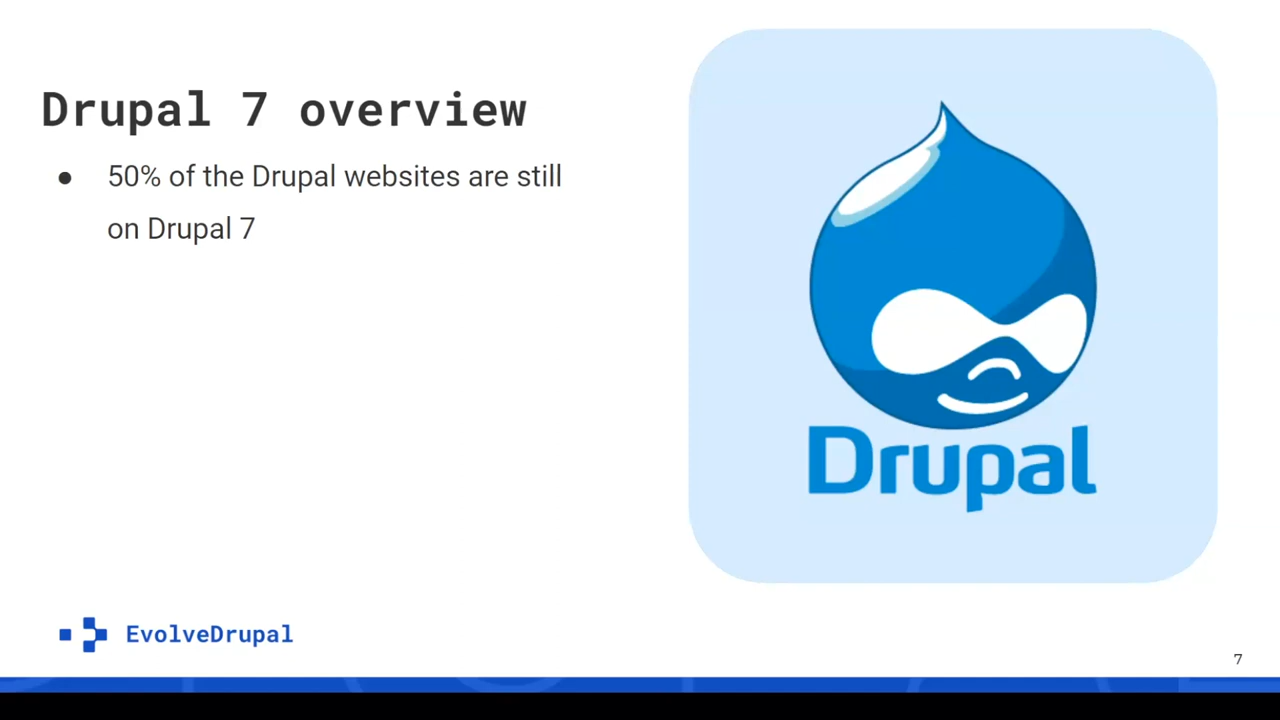 Drupal 7 overview
● 50% of the Drupal websites are still
on Drupal 7
Drupal
EvolveDrupal
7